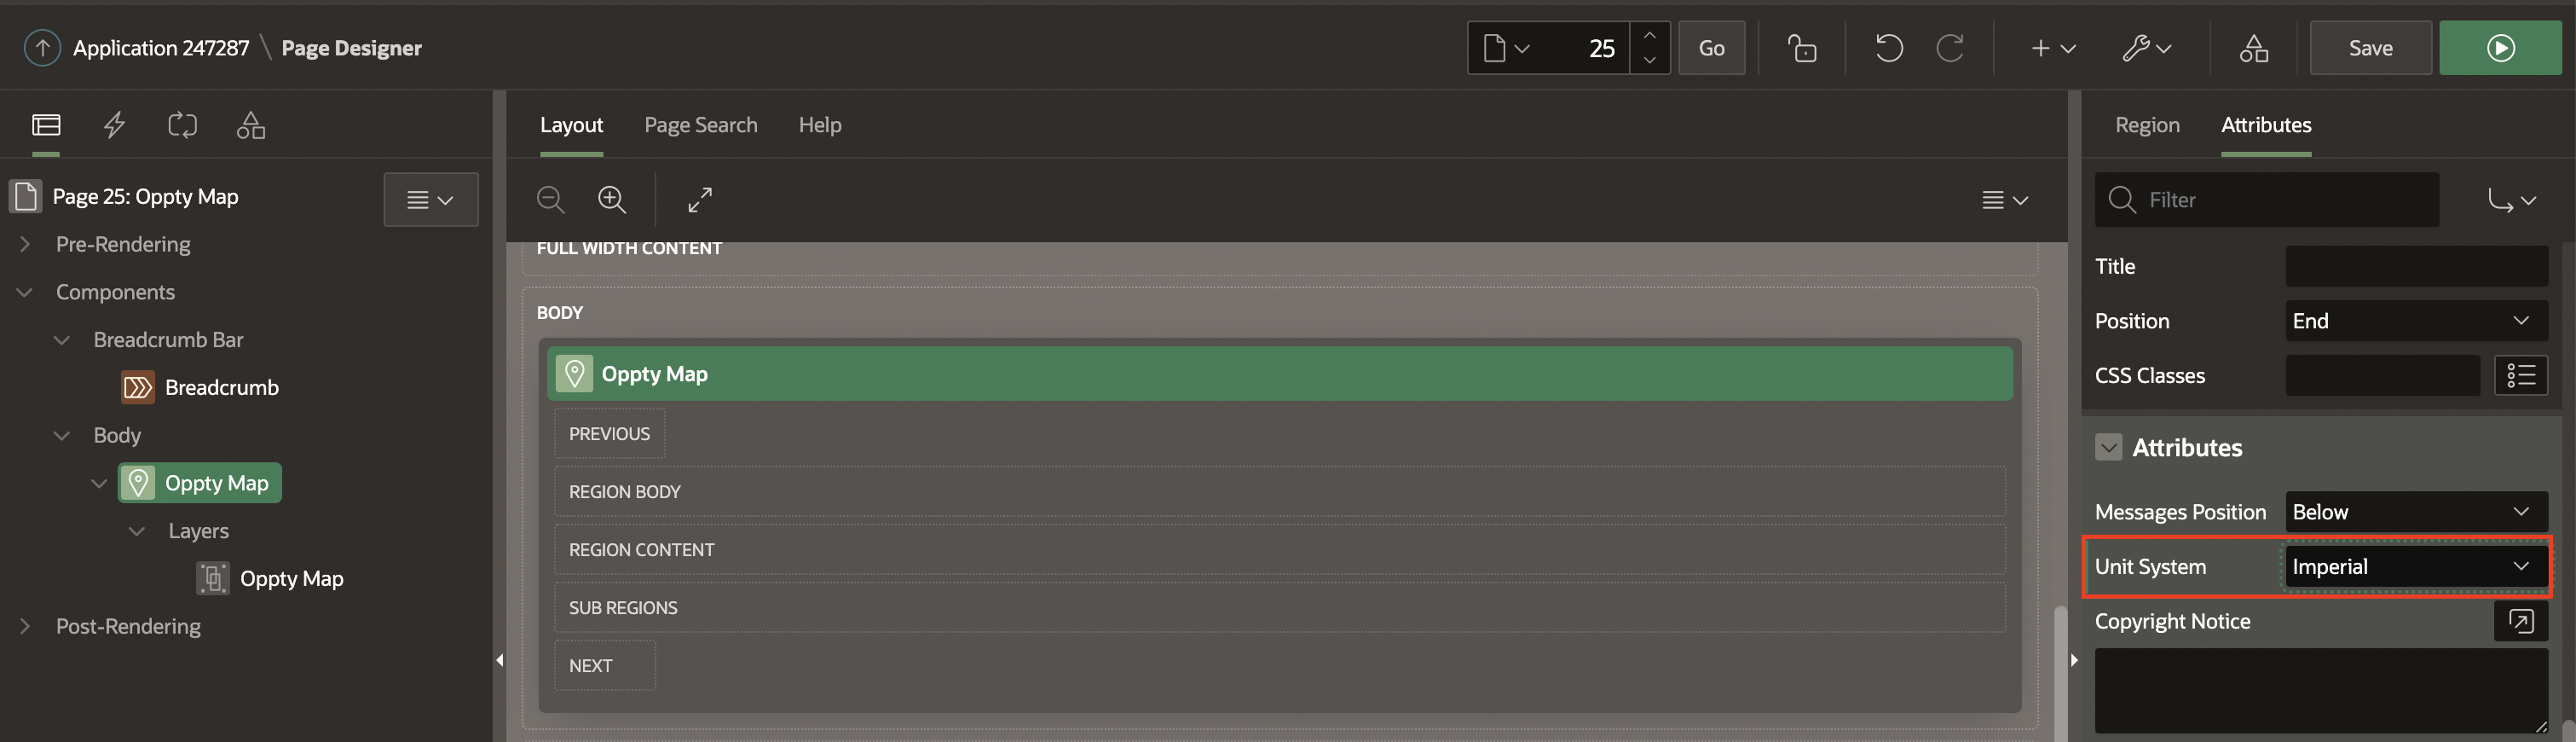 Application 247287 \ Page Designer
25
Go
Save
Layout
Page Search
Help
Region
Attributes
Page 25: Oppty Map
Filter
Pre-Rendering
FULL WIDTH CONTENT
Title
Components
BODY
Position
End
Breadcrumb Bar
Oppty Map
CSS Classes
Breadcrumb
Body
PREVIOUS
Attributes
Oppty Map
REGION BODY
Messages Position
Below
Layers
REGION CONTENT
Unit System
Imperial
Oppty Map
SUB REGIONS
Copyright Notice
Post-Rendering
NEXT